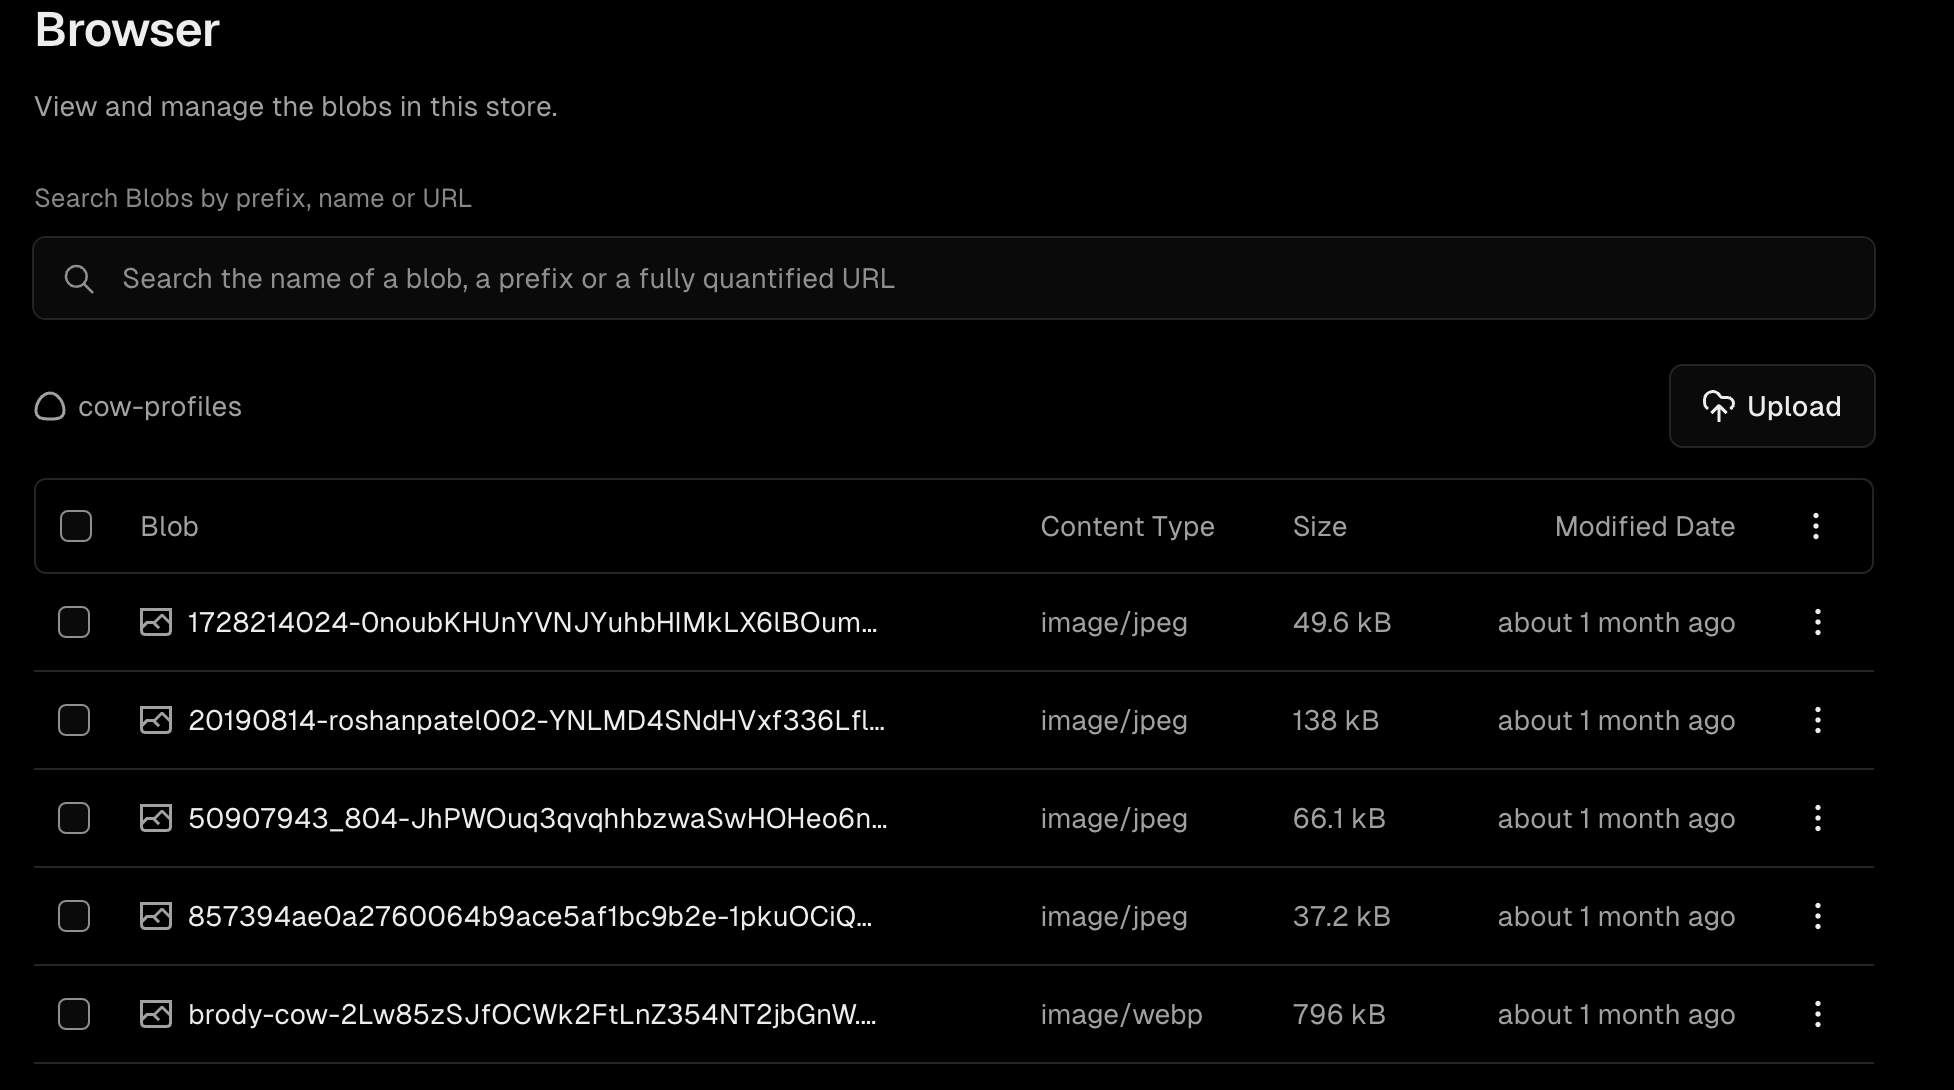 Browser
View and manage the blobs in this store.
Search Blobs by prefix, name or URL
Search the name of a blob, a prefix or a fully quantified URL
cow-profiles
Upload
Blob Content Type Size Modified Date
1728214024-0noubKHUnYVNJYuhbHIMkLX6lBOum... image/jpeg 49.6 kB about 1 month ago
20190814-roshanpatel002-YNLMD4SNdHVxf336Lfl... image/jpeg 138 kB about 1 month ago
50907943_804-JhPWOuq3qvqhhbzwaSwHOHeo6n... image/jpeg 66.1 kB about 1 month ago
857394ae0a2760064b9ace5af1bc9b2e-1pkuOCiQ... image/jpeg 37.2 kB about 1 month ago
brody-cow-2Lw85zSJfOCWk2FtLnZ354NT2jbGnW.... image/webp 796 kB about 1 month ago